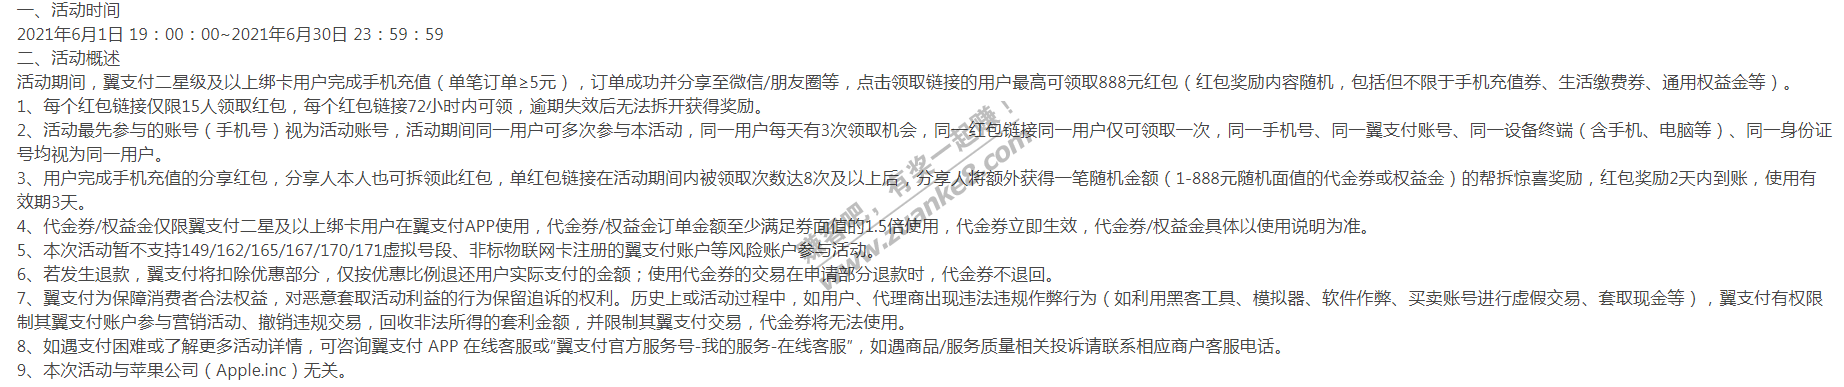 一、活动时间
2021年6月1日 19：00：00~2021年6月30日 23：59：59
二、活动概述
活动期间，翼支付二星级及以上绑卡用户完成手机充值（单笔订单≥5元），订单成功并分享至微信/朋友圈等，点击领取链接的用户最高可领取888元红包（红包奖励内容随机，包括但不限于手机充值券、生活缴费券、通用权益金等）。
1、每个红包链接仅限15人领取红包，每个红包链接72小时内可领，逾期失效后无法拆开获得奖励。
2、活动最先参与的账号（手机号）视为活动账号，活动期间同一用户可多次参与本活动，同一用户每天有3次领取机会，同一红包链接同一用户仅可领取一次，同一手机号、同一翼支付账号、同一设备终端（含手机、电脑等）、同一身份证
号均视为同一用户。
3、用户完成手机充值的分享红包，分享人本人也可拆领此红包，单红包链接在活动期间内被领取次数达8次及以上后，分享人将额外获得一笔随机金额（1-888元随机面值的代金券或权益金）的帮拆惊喜奖励，红包奖励2天内到账，使用有
效期3天。
4、代金券/权益金仅限翼支付二星及以上绑卡用户在翼支付APP使用，代金券/权益金订单金额至少满足券面值的1.5倍使用，代金券立即生效，代金券/权益金具体以使用说明为准。
5、本次活动暂不支持149/162/165/167/170/171虚拟号段、非标物联网卡注册的翼支付账户等风险账户参与活动。
6、若发生退款，翼支付将扣除优惠部分，仅按优惠比例退还用户实际支付的金额；使用代金券的交易在申请部分退款时，代金券不退回。
7、翼支付为保障消费者合法权益，对恶意套取活动利益的行为保留追诉的权利。历史上或活动过程中，如用户、代理商出现违法违规作弊行为（如利用黑客工具、模拟器、软件作弊、买卖账号进行虚假交易、套取现金等），翼支付有权限
制其翼支付账户参与营销活动、撤销违规交易，回收非法所得的套利金额，并限制其翼支付交易，代金券将无法使用。
8、如遇支付困难或了解更多活动详情，可咨询翼支付 APP 在线客服或“翼支付官方服务号-我的服务-在线客服”，如遇商品/服务质量相关投诉请联系相应商户客服电话。
9、本次活动与苹果公司（Apple.inc）无关。
赚客吧，有奖一起赚！
www.zuanke8.com